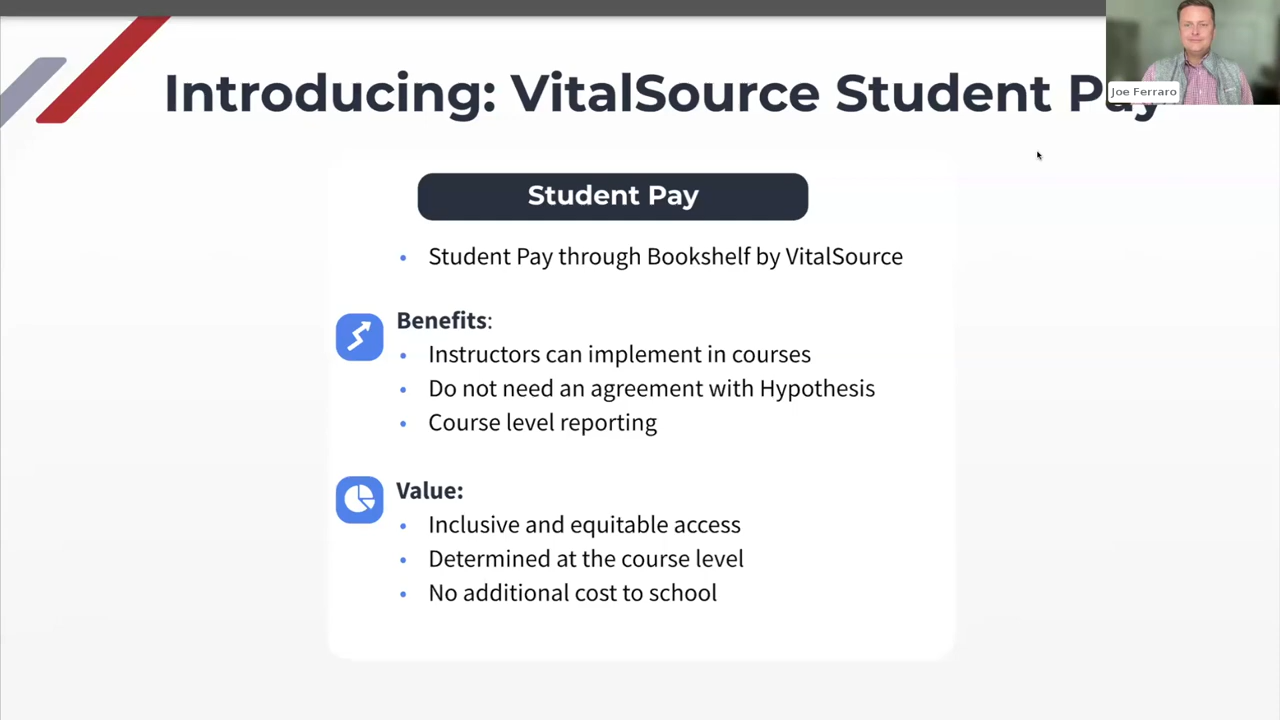 Introducing: VitalSource Student Pay
Joe Ferraro
Student Pay
• Student Pay through Bookshelf by VitalSource
Benefits:
• Instructors can implement in courses
• Do not need an agreement with Hypothesis
• Course level reporting
Value:
• Inclusive and equitable access
• Determined at the course level
• No additional cost to school